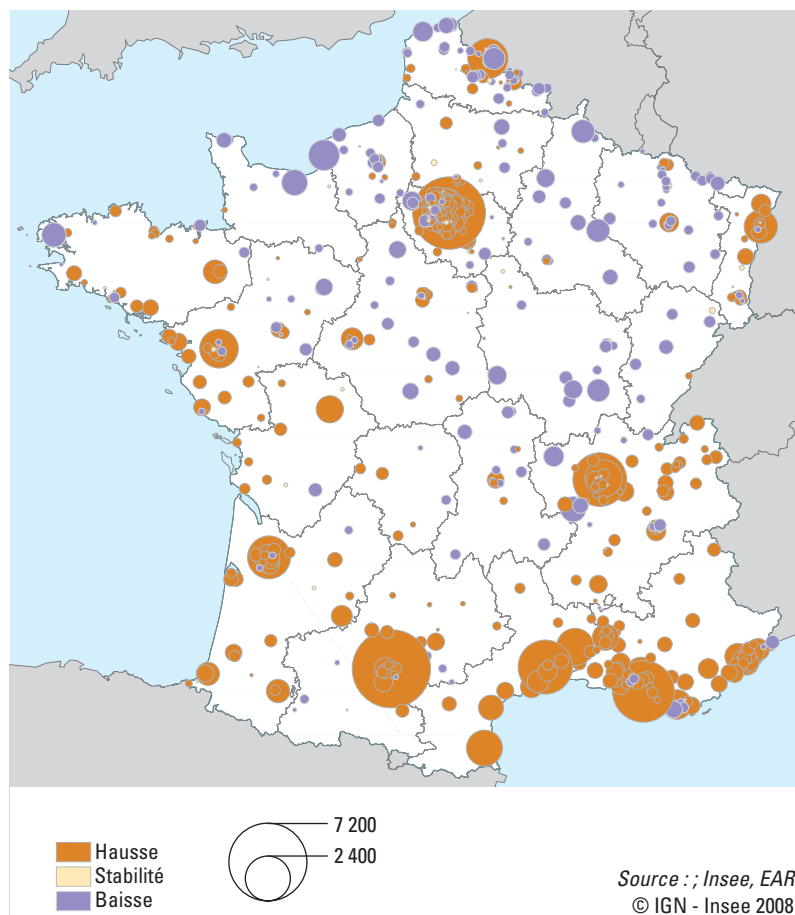 7 200
2 400
Hausse
Stabilité
Baisse
Source : ; Insee, EAR
© IGN - Insee 2008